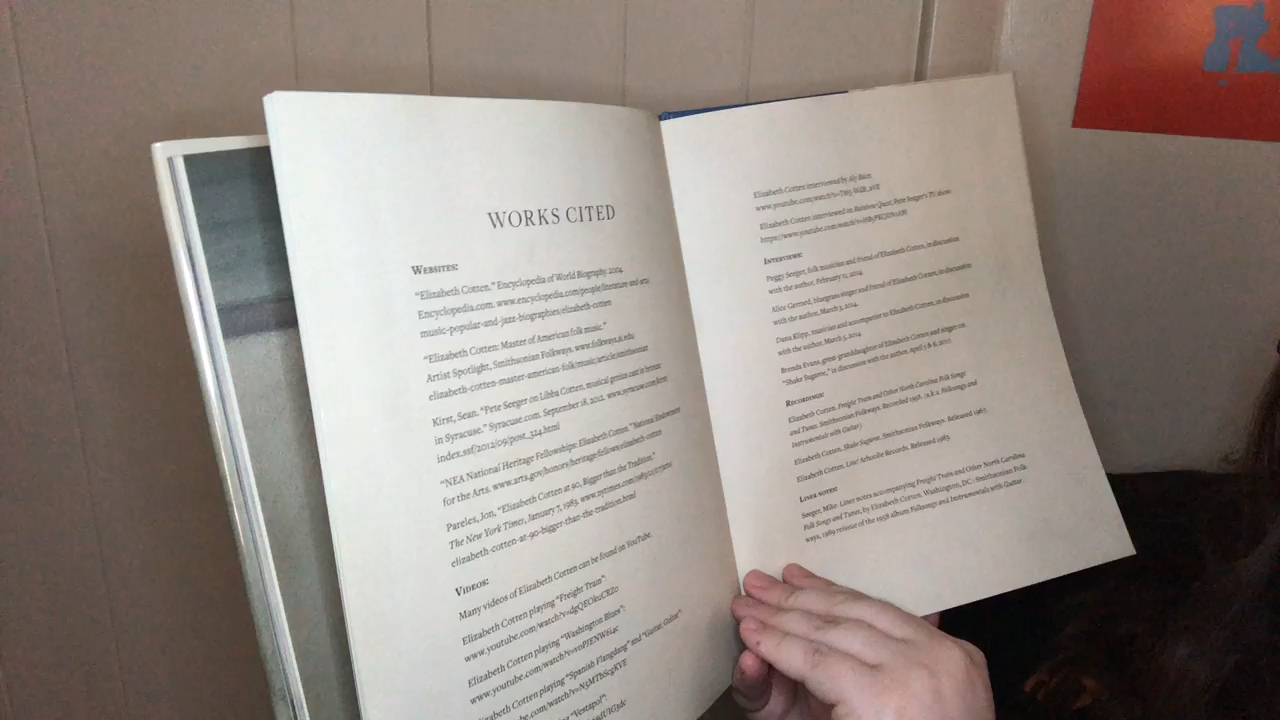 WORKS CITED
WEBSITES:
"Elizabeth Cotten." Encyclopedia of World Biography. 2004.
Encyclopedia.com. www.encyclopedia.com/people/literature-and-arts/
music-popular-and-jazz-biographies/elizabeth-cotten
"Elizabeth Cotten: Master of American folk music."
Artist Spotlight, Smithsonian Folkways. www.folkways.si.edu/
elizabeth-cotten-master-american-folk/music/article/smithsonian
Kirst, Sean. "Pete Seeger on Libba Cotten, musical genius cast in bronze
in Syracuse." Syracuse.com. September 18, 2012. www.syracuse.com/kirst/
index.ssf/2012/09/post_324.html
"NEA National Heritage Fellowships: Elizabeth Cotten." National Endowment
for the Arts. www.arts.gov/honors/heritage/fellows/elizabeth-cotten
Pareles, Jon, "Elizabeth Cotten at 90, Bigger than the Tradition,"
The New York Times, January 7, 1983. www.nytimes.com/1983/01/07/arts/
elizabeth-cotten-at-90-bigger-than-the-tradition.html
VIDEOS:
Many videos of Elizabeth Cotten can be found on YouTube.
Elizabeth Cotten playing "Freight Train":
www.youtube.com/watch?v=
Elizabeth Cotten playing "Washington Blues":
www.youtube.com/watch?v=
Elizabeth Cotten playing "Spanish Flangdang" and "Guitar, Guitar"
www.youtube.com/watch?v=
"Vestapol":
Elizabeth Cotten interviewed by Aly Bain:
www.youtube.com/watch?v=
Elizabeth Cotten interviewed on Rainbow Quest, Pete Seeger's TV show:
https://www.youtube.com/watch?v=
INTERVIEWS:
Peggy Seeger, folk musician and friend of Elizabeth Cotten, in discussion
with the author, February 11, 2014.
Alice Gerrard, bluegrass singer and friend of Elizabeth Cotten, in discussion
with the author, March 3, 2014.
Dana Klipp, musician and accompanist to Elizabeth Cotten, in discussion
with the author, March 5, 2014.
Brenda Evans, great-granddaughter of Elizabeth Cotten and singer on
"Shake Sugaree," in discussion with the author, April 5 & 6, 2015.
RECORDINGS:
Elizabeth Cotten. Freight Train and Other North Carolina Folk Songs
and Tunes. Smithsonian Folkways. Recorded 1958. (a.k.a. Folksongs and
Instrumentals with Guitar)
Elizabeth Cotten. Shake Sugaree. Smithsonian Folkways. Released 1967.
Elizabeth Cotten. Live! Arhoolie Records. Released 1983.
LINER NOTES:
Seeger, Mike. Liner notes accompanying Freight Train and Other North Carolina
Folk Songs and Tunes, by Elizabeth Cotten. Washington, DC: Smithsonian Folk-
ways, 1989 reissue of the 1958 album Folksongs and Instrumentals with Guitar.